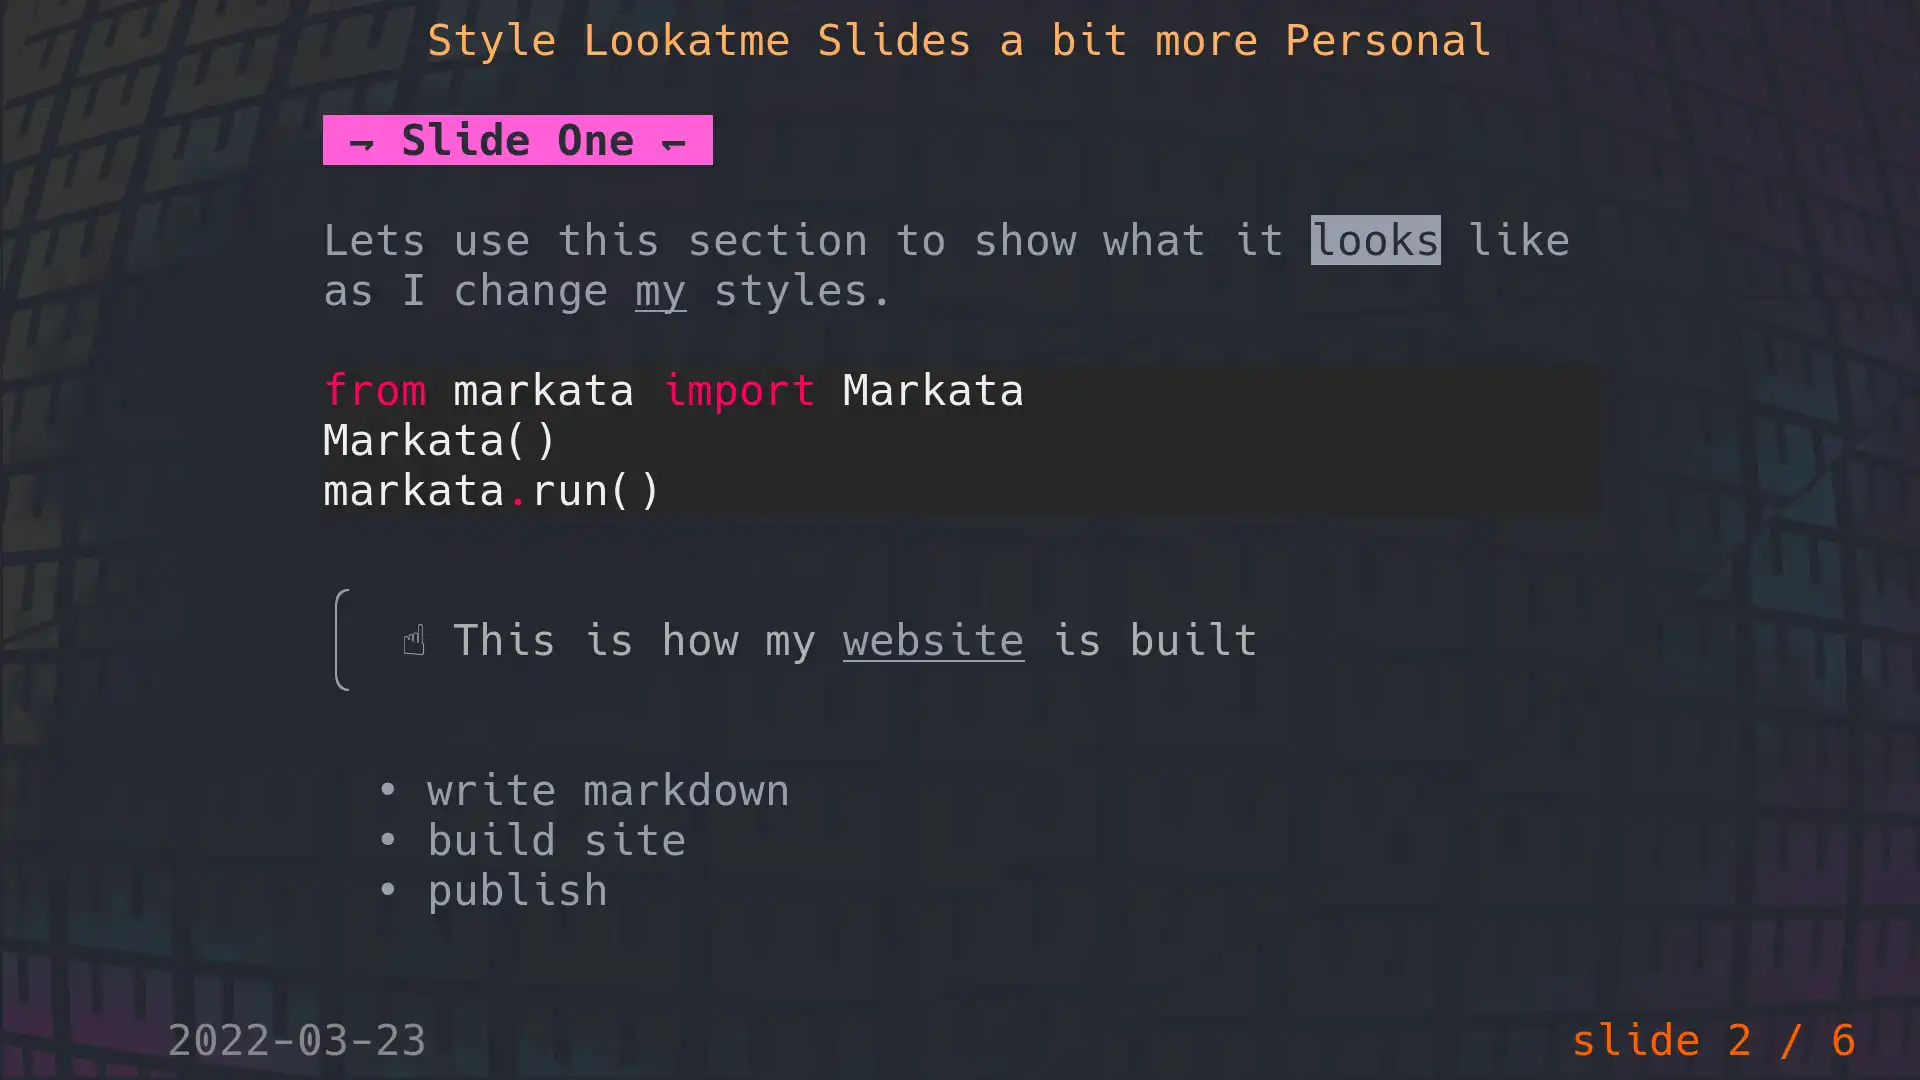 Style Lookatme Slides a bit more Personal
⇁ Slide One ↽
Lets use this section to show what it looks like
as I change my styles.
from markata import Markata
Markata()
markata.run()
☝ This is how my website is built
• write markdown
• build site
• publish
2022-03-23
slide 2 / 6